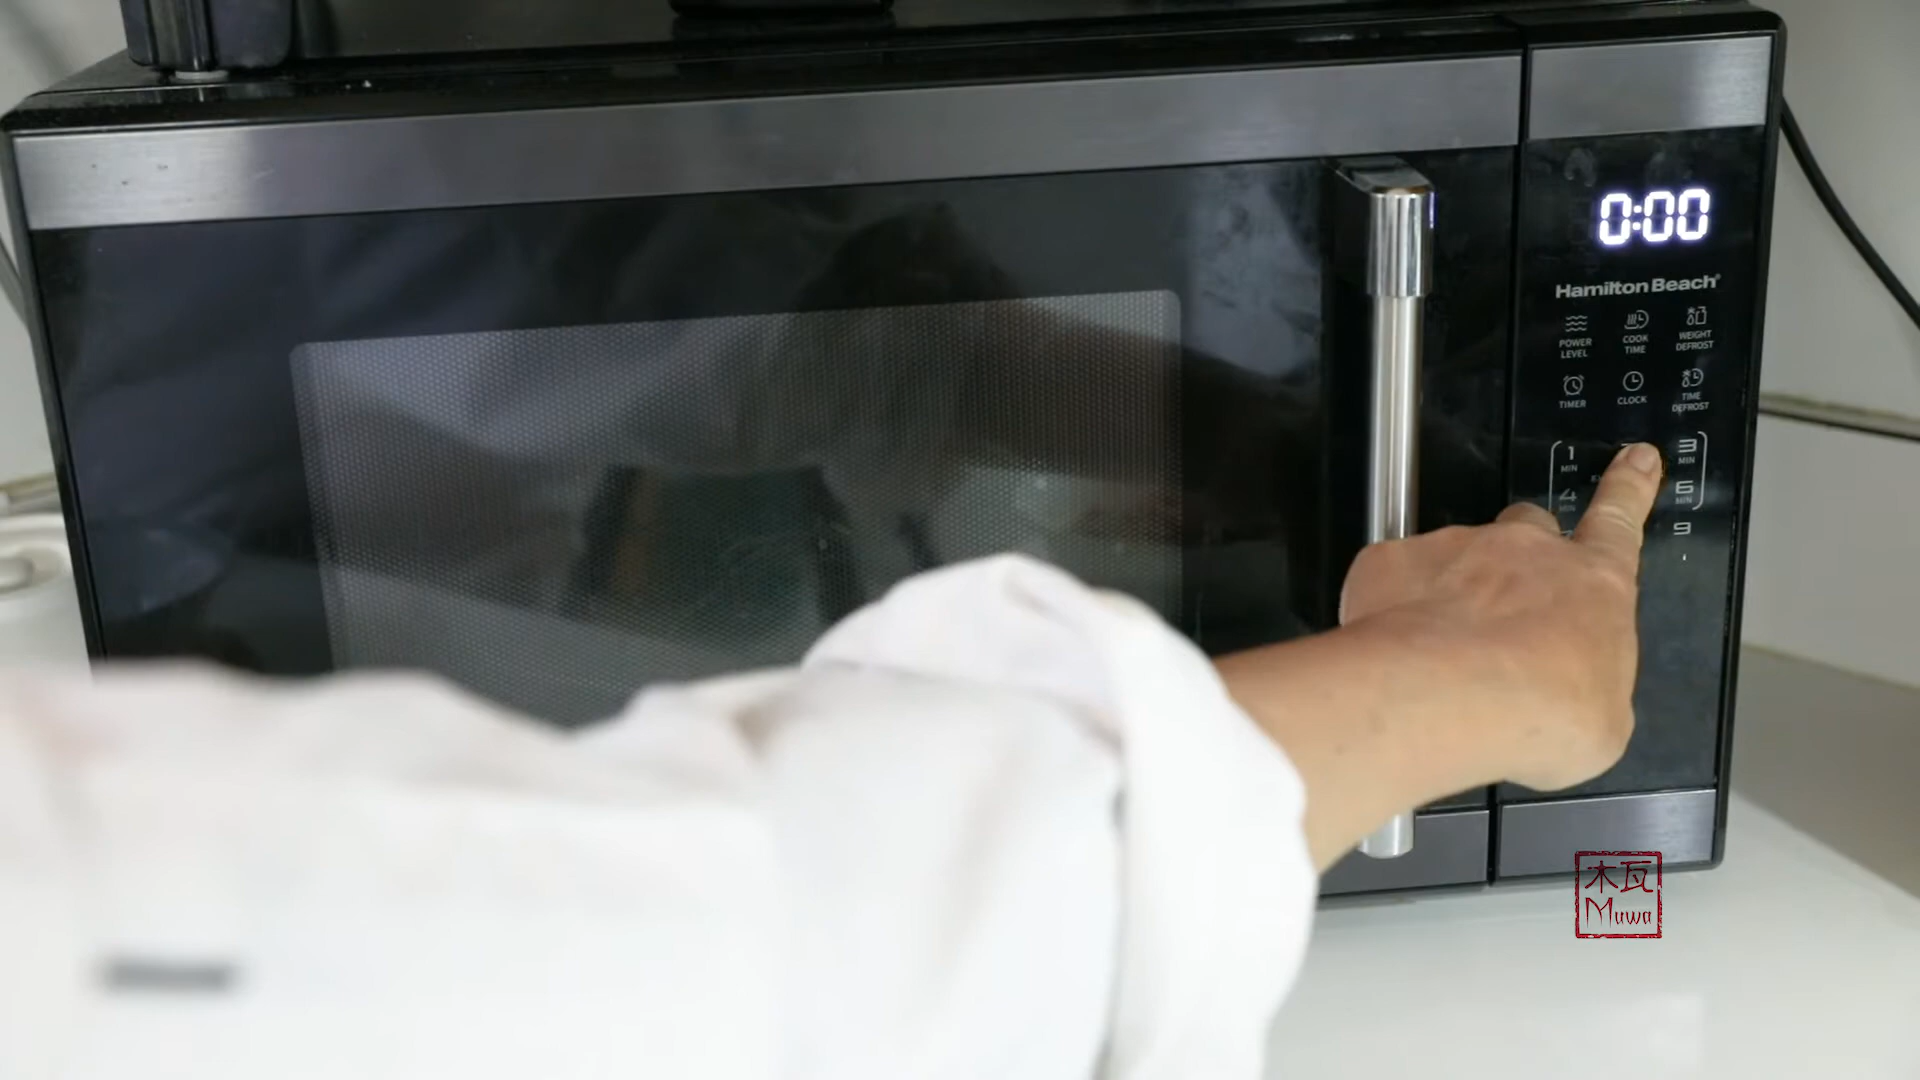 0:00
Hamilton Beach®
POWER LEVEL
COOK TIME
WEIGHT DEFROST
TIMER
CLOCK
TIME DEFROST
1 MIN
3 MIN
4 MIN
6 MIN
9
木瓦
Muwa